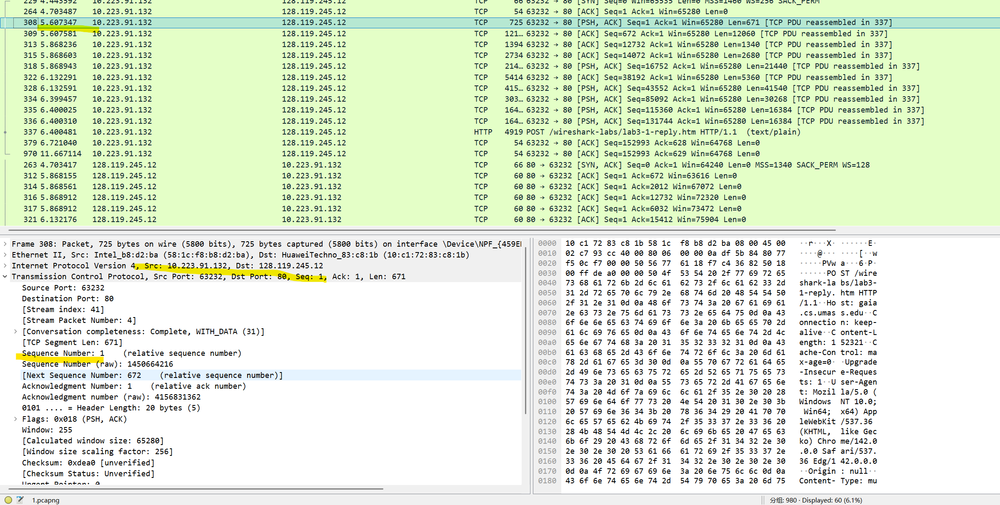 229 4.443592 10.223.91.132 128.119.245.12 TCP 66 63232 → 80 [SYN] Seq=0 Win=65535 Len=0 MSS=1460 WS=256 SACK_PERM
264 4.703487 10.223.91.132 128.119.245.12 TCP 54 63232 → 80 [ACK] Seq=1 Ack=1 Win=65280 Len=0
308 5.607347 10.223.91.132 128.119.245.12 TCP 725 63232 → 80 [PSH, ACK] Seq=1 Ack=1 Win=65280 Len=671 [TCP PDU reassembled in 337]
309 5.607581 10.223.91.132 128.119.245.12 TCP 121… 63232 → 80 [ACK] Seq=672 Ack=1 Win=65280 Len=12060 [TCP PDU reassembled in 337]
313 5.868236 10.223.91.132 128.119.245.12 TCP 1394 63232 → 80 [ACK] Seq=12732 Ack=1 Win=65280 Len=1340 [TCP PDU reassembled in 337]
315 5.868603 10.223.91.132 128.119.245.12 TCP 2734 63232 → 80 [ACK] Seq=14072 Ack=1 Win=65280 Len=2680 [TCP PDU reassembled in 337]
318 5.868943 10.223.91.132 128.119.245.12 TCP 214… 63232 → 80 [PSH, ACK] Seq=16752 Ack=1 Win=65280 Len=21440 [TCP PDU reassembled in 337]
322 6.132291 10.223.91.132 128.119.245.12 TCP 5414 63232 → 80 [ACK] Seq=38192 Ack=1 Win=65280 Len=5360 [TCP PDU reassembled in 337]
328 6.132591 10.223.91.132 128.119.245.12 TCP 415… 63232 → 80 [PSH, ACK] Seq=43552 Ack=1 Win=65280 Len=41540 [TCP PDU reassembled in 337]
334 6.399457 10.223.91.132 128.119.245.12 TCP 303… 63232 → 80 [PSH, ACK] Seq=85092 Ack=1 Win=65280 Len=30268 [TCP PDU reassembled in 337]
335 6.400025 10.223.91.132 128.119.245.12 TCP 164… 63232 → 80 [PSH, ACK] Seq=115360 Ack=1 Win=65280 Len=16384 [TCP PDU reassembled in 337]
336 6.400310 10.223.91.132 128.119.245.12 TCP 164… 63232 → 80 [PSH, ACK] Seq=131744 Ack=1 Win=65280 Len=16384 [TCP PDU reassembled in 337]
337 6.400481 10.223.91.132 128.119.245.12 HTTP 4919 POST /wireshark-labs/lab3-1-reply.htm HTTP/1.1 (text/plain)
379 6.721040 10.223.91.132 128.119.245.12 TCP 54 63232 → 80 [ACK] Seq=152993 Ack=628 Win=64768 Len=0
970 11.667114 10.223.91.132 128.119.245.12 TCP 54 63232 → 80 [ACK] Seq=152993 Ack=629 Win=64768 Len=0
263 4.703417 128.119.245.12 10.223.91.132 TCP 66 80 → 63232 [SYN, ACK] Seq=0 Ack=1 Win=64240 Len=0 MSS=1340 SACK_PERM WS=128
312 5.868155 128.119.245.12 10.223.91.132 TCP 60 80 → 63232 [ACK] Seq=1 Ack=672 Win=63616 Len=0
314 5.868561 128.119.245.12 10.223.91.132 TCP 60 80 → 63232 [ACK] Seq=1 Ack=2012 Win=67072 Len=0
316 5.868912 128.119.245.12 10.223.91.132 TCP 60 80 → 63232 [ACK] Seq=1 Ack=12732 Win=72320 Len=0
317 5.868912 128.119.245.12 10.223.91.132 TCP 60 80 → 63232 [ACK] Seq=1 Ack=6032 Win=73472 Len=0
321 6.132176 128.119.245.12 10.223.91.132 TCP 60 80 → 63232 [ACK] Seq=1 Ack=15412 Win=75904 Len=0
Frame 308: Packet, 725 bytes on wire (5800 bits), 725 bytes captured (5800 bits) on interface \Device\NPF_{459E
Ethernet II, Src: Intel_b8:d2:ba (58:1c:f8:b8:d2:ba), Dst: HuaweiTechno_83:c8:1b (10:c1:72:83:c8:1b)
Internet Protocol Version 4, Src: 10.223.91.132, Dst: 128.119.245.12
Transmission Control Protocol, Src Port: 63232, Dst Port: 80, Seq: 1, Ack: 1, Len: 671
Source Port: 63232
Destination Port: 80
[Stream index: 41]
[Stream Packet Number: 4]
[Conversation completeness: Complete, WITH_DATA (31)]
[TCP Segment Len: 671]
Sequence Number: 1 (relative sequence number)
Sequence Number (raw): 1450664216
[Next Sequence Number: 672 (relative sequence number)]
Acknowledgment Number: 1 (relative ack number)
Acknowledgment number (raw): 4156831362
0101 .... = Header Length: 20 bytes (5)
Flags: 0x018 (PSH, ACK)
Window: 255
[Calculated window size: 65280]
[Window size scaling factor: 256]
Checksum: 0xdea0 [unverified]
[Checksum Status: Unverified]
Urgent Pointer: 0
0000 10 c1 72 83 c8 1b 58 1c f8 b8 d2 ba 08 00 45 00 ··r···X· ······E·
0010 02 c7 93 cc 40 00 80 06 00 00 0a df 5b 84 80 77 ····@··· ····[··w
0020 f5 0c f7 00 00 50 56 77 61 18 f7 c4 36 82 50 18 ·····PVw a···6·P·
0030 00 ff de a0 00 00 50 4f 53 54 20 2f 77 69 72 65 ······PO ST /wire
0040 73 68 61 72 6b 2d 6c 61 62 73 2f 6c 61 62 33 2d shark-la bs/lab3-
0050 31 2d 72 65 70 6c 79 2e 68 74 6d 20 48 54 54 50 1-reply. htm HTTP
0060 2f 31 2e 31 0d 0a 48 6f 73 74 3a 20 67 61 69 61 /1.1··Ho st: gaia
0070 2e 63 73 2e 75 6d 61 73 73 2e 65 64 75 0d 0a 43 .cs.umas s.edu··C
0080 6f 6e 6e 65 63 74 69 6f 6e 3a 20 6b 65 65 70 2d onnectio n: keep-
0090 61 6c 69 76 65 0d 0a 43 6f 6e 74 65 6e 74 2d 4c alive··C ontent-L
00a0 65 6e 67 74 68 3a 20 31 35 32 33 32 31 0d 0a 43 ength: 1 52321··C
00b0 61 63 68 65 2d 43 6f 6e 74 72 6f 6c 3a 20 6d 61 ache-Con trol: ma
00c0 78 2d 61 67 65 3d 30 0d 0a 55 70 67 72 61 64 65 x-age=0· ·Upgrade
00d0 2d 49 6e 73 65 63 75 72 65 2d 52 65 71 75 65 73 -Insecur e-Reques
00e0 74 73 3a 20 31 0d 0a 55 73 65 72 2d 41 67 65 6e ts: 1··U ser-Agen
00f0 74 3a 20 4d 6f 7a 69 6c 6c 61 2f 35 2e 30 20 28 t: Mozil la/5.0 (
0100 57 69 6e 64 6f 77 73 20 4e 54 20 31 30 2e 30 3b Windows NT 10.0;
0110 20 57 69 6e 36 34 3b 20 78 36 34 29 20 41 70 70 Win64; x64) App
0120 6c 65 57 65 62 4b 69 74 2f 35 33 37 2e 33 36 20 leWebKit /537.36
0130 28 4b 48 54 4d 4c 2c 20 6c 69 6b 65 20 47 65 63 (KHTML, like Gec
0140 6b 6f 29 20 43 68 72 6f 6d 65 2f 31 34 32 2e 30 ko) Chro me/142.0
0150 2e 30 2e 30 20 53 61 66 61 72 69 2f 35 33 37 2e .0.0 Saf ari/537.
0160 33 36 20 45 64 67 2f 31 34 32 2e 30 2e 30 2e 30 36 Edg/1 42.0.0.0
0170 0d 0a 4f 72 69 67 69 6e 3a 20 6e 75 6c 6c 0d 0a ··Origin : null··
0180 43 6f 6e 74 65 6e 74 2d 54 79 70 65 3a 20 6d 75 Content- Type: mu
1.pcapng
分组: 980 · Displayed: 60 (6.1%)